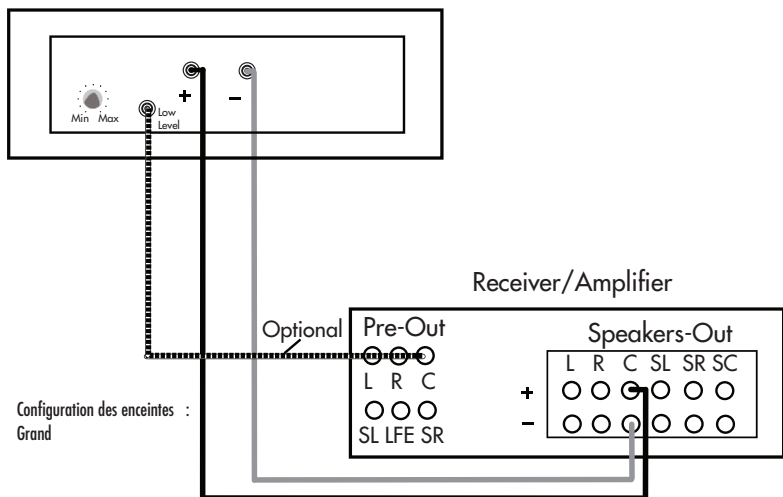 + −
Min Max
Low
Level
Receiver/Amplifier
Optional
Pre-Out
L R C
SL LFE SR
Speakers-Out
L R C SL SR SC
+
−
Configuration des enceintes :
Grand